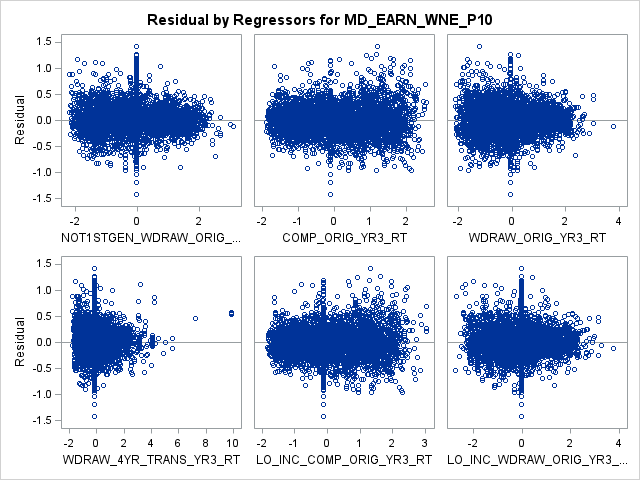 Residual by Regressors for MD_EARN_WNE_P10
1.5
1.0
0.5
0.0
-0.5
-1.0
-1.5
Residual
-2 0 2
-2 0 1 2
-2 0 2 4
NOT1STGEN_WDRAW_ORIG_...
COMP_ORIG_YR3_RT
WDRAW_ORIG_YR3_RT
1.5
1.0
0.5
0.0
-0.5
-1.0
-1.5
Residual
-2 0 2 4 6 8 10
-2 -1 0 1 2 3
-2 0 2 4
WDRAW_4YR_TRANS_YR3_RT
LO_INC_COMP_ORIG_YR3_RT
LO_INC_WDRAW_ORIG_YR3_...